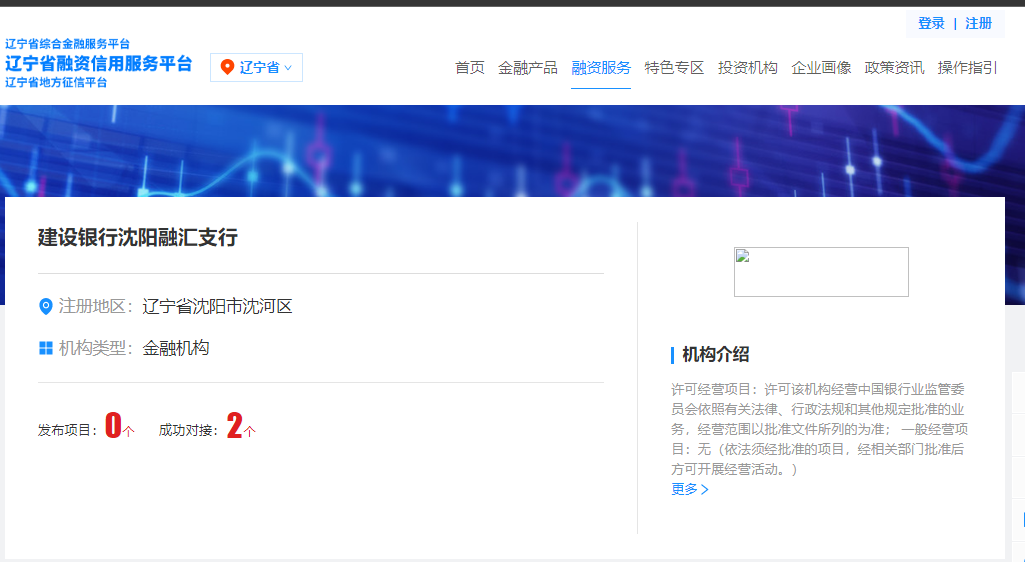 登录 | 注册
辽宁省综合金融服务平台
辽宁省融资信用服务平台
辽宁省地方征信平台
辽宁省
首页 金融产品 融资服务 特色专区 投资机构 企业画像 政策资讯 操作指引
建设银行沈阳融汇支行
注册地区：辽宁省沈阳市沈河区
机构类型：金融机构
发布项目：0个 成功对接：2个
机构介绍
许可经营项目：许可该机构经营中国银行业监管委
员会依照有关法律、行政法规和其他规定批准的业
务，经营范围以批准文件所列的为准； 一般经营项
目：无（依法须经批准的项目，经相关部门批准后
方可开展经营活动。）
更多